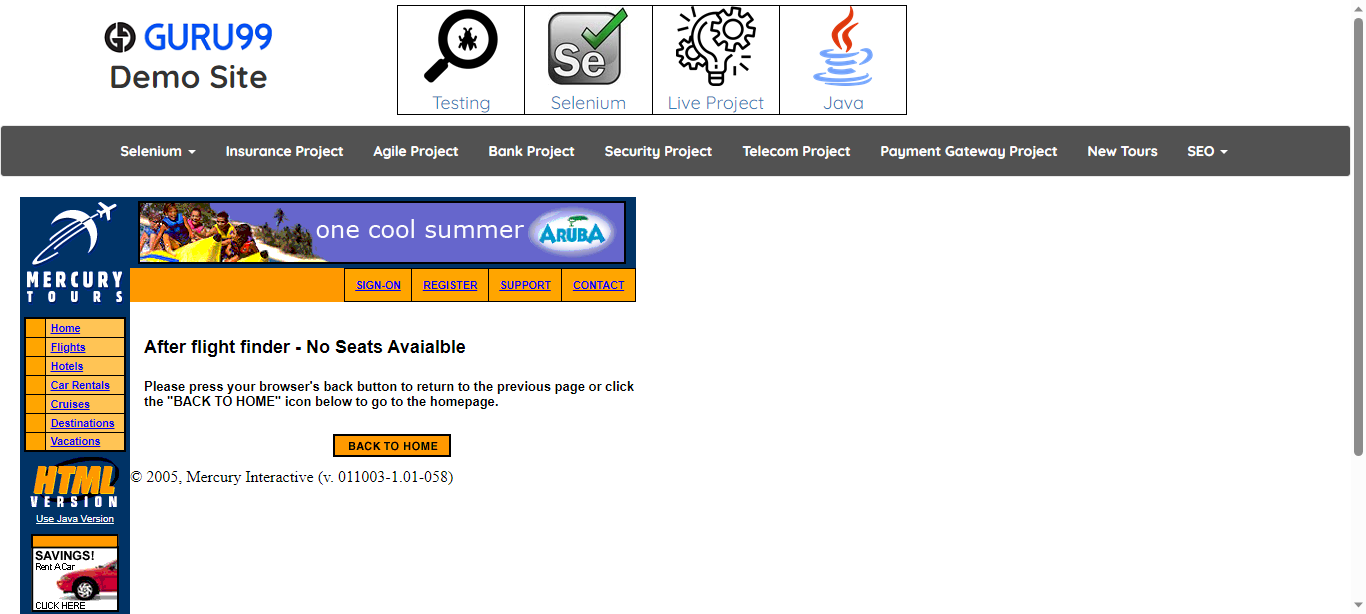 GURU99
Demo Site
Testing
Se
Selenium
Live Project
Java
Selenium
Insurance Project
Agile Project
Bank Project
Security Project
Telecom Project
Payment Gateway Project
New Tours
SEO
MERCURY
TOURS
one cool summer
ARUBA
SIGN-ON
REGISTER
SUPPORT
CONTACT
Home
Flights
Hotels
Car Rentals
Cruises
Destinations
Vacations
After flight finder - No Seats Avaialble
Please press your browser's back button to return to the previous page or click
the "BACK TO HOME" icon below to go to the homepage.
BACK TO HOME
© 2005, Mercury Interactive (v. 011003-1.01-058)
HTML
VERSION
Use Java Version
SAVINGS!
Rent A Car
CLICK HERE